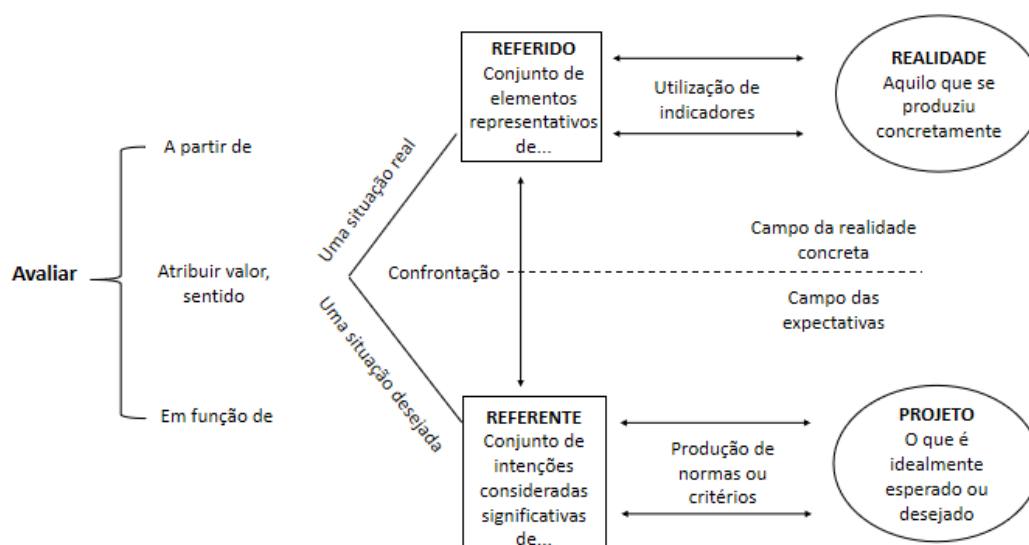 REFERIDO
Conjunto de
elementos
representativos
de...
Utilização de
indicadores
REALIDADE
Aquilo que se
produziu
concretamente
A partir de
Uma situação real
Avaliar
Atribuir valor,
sentido
Confrontação
Campo da realidade
concreta
Campo das
expectativas
Uma situação desejada
Em função de
REFERENTE
Conjunto de
intenções
consideradas
significativas
de...
Produção de
normas ou
critérios
PROJETO
O que é
idealmente
esperado ou
desejado